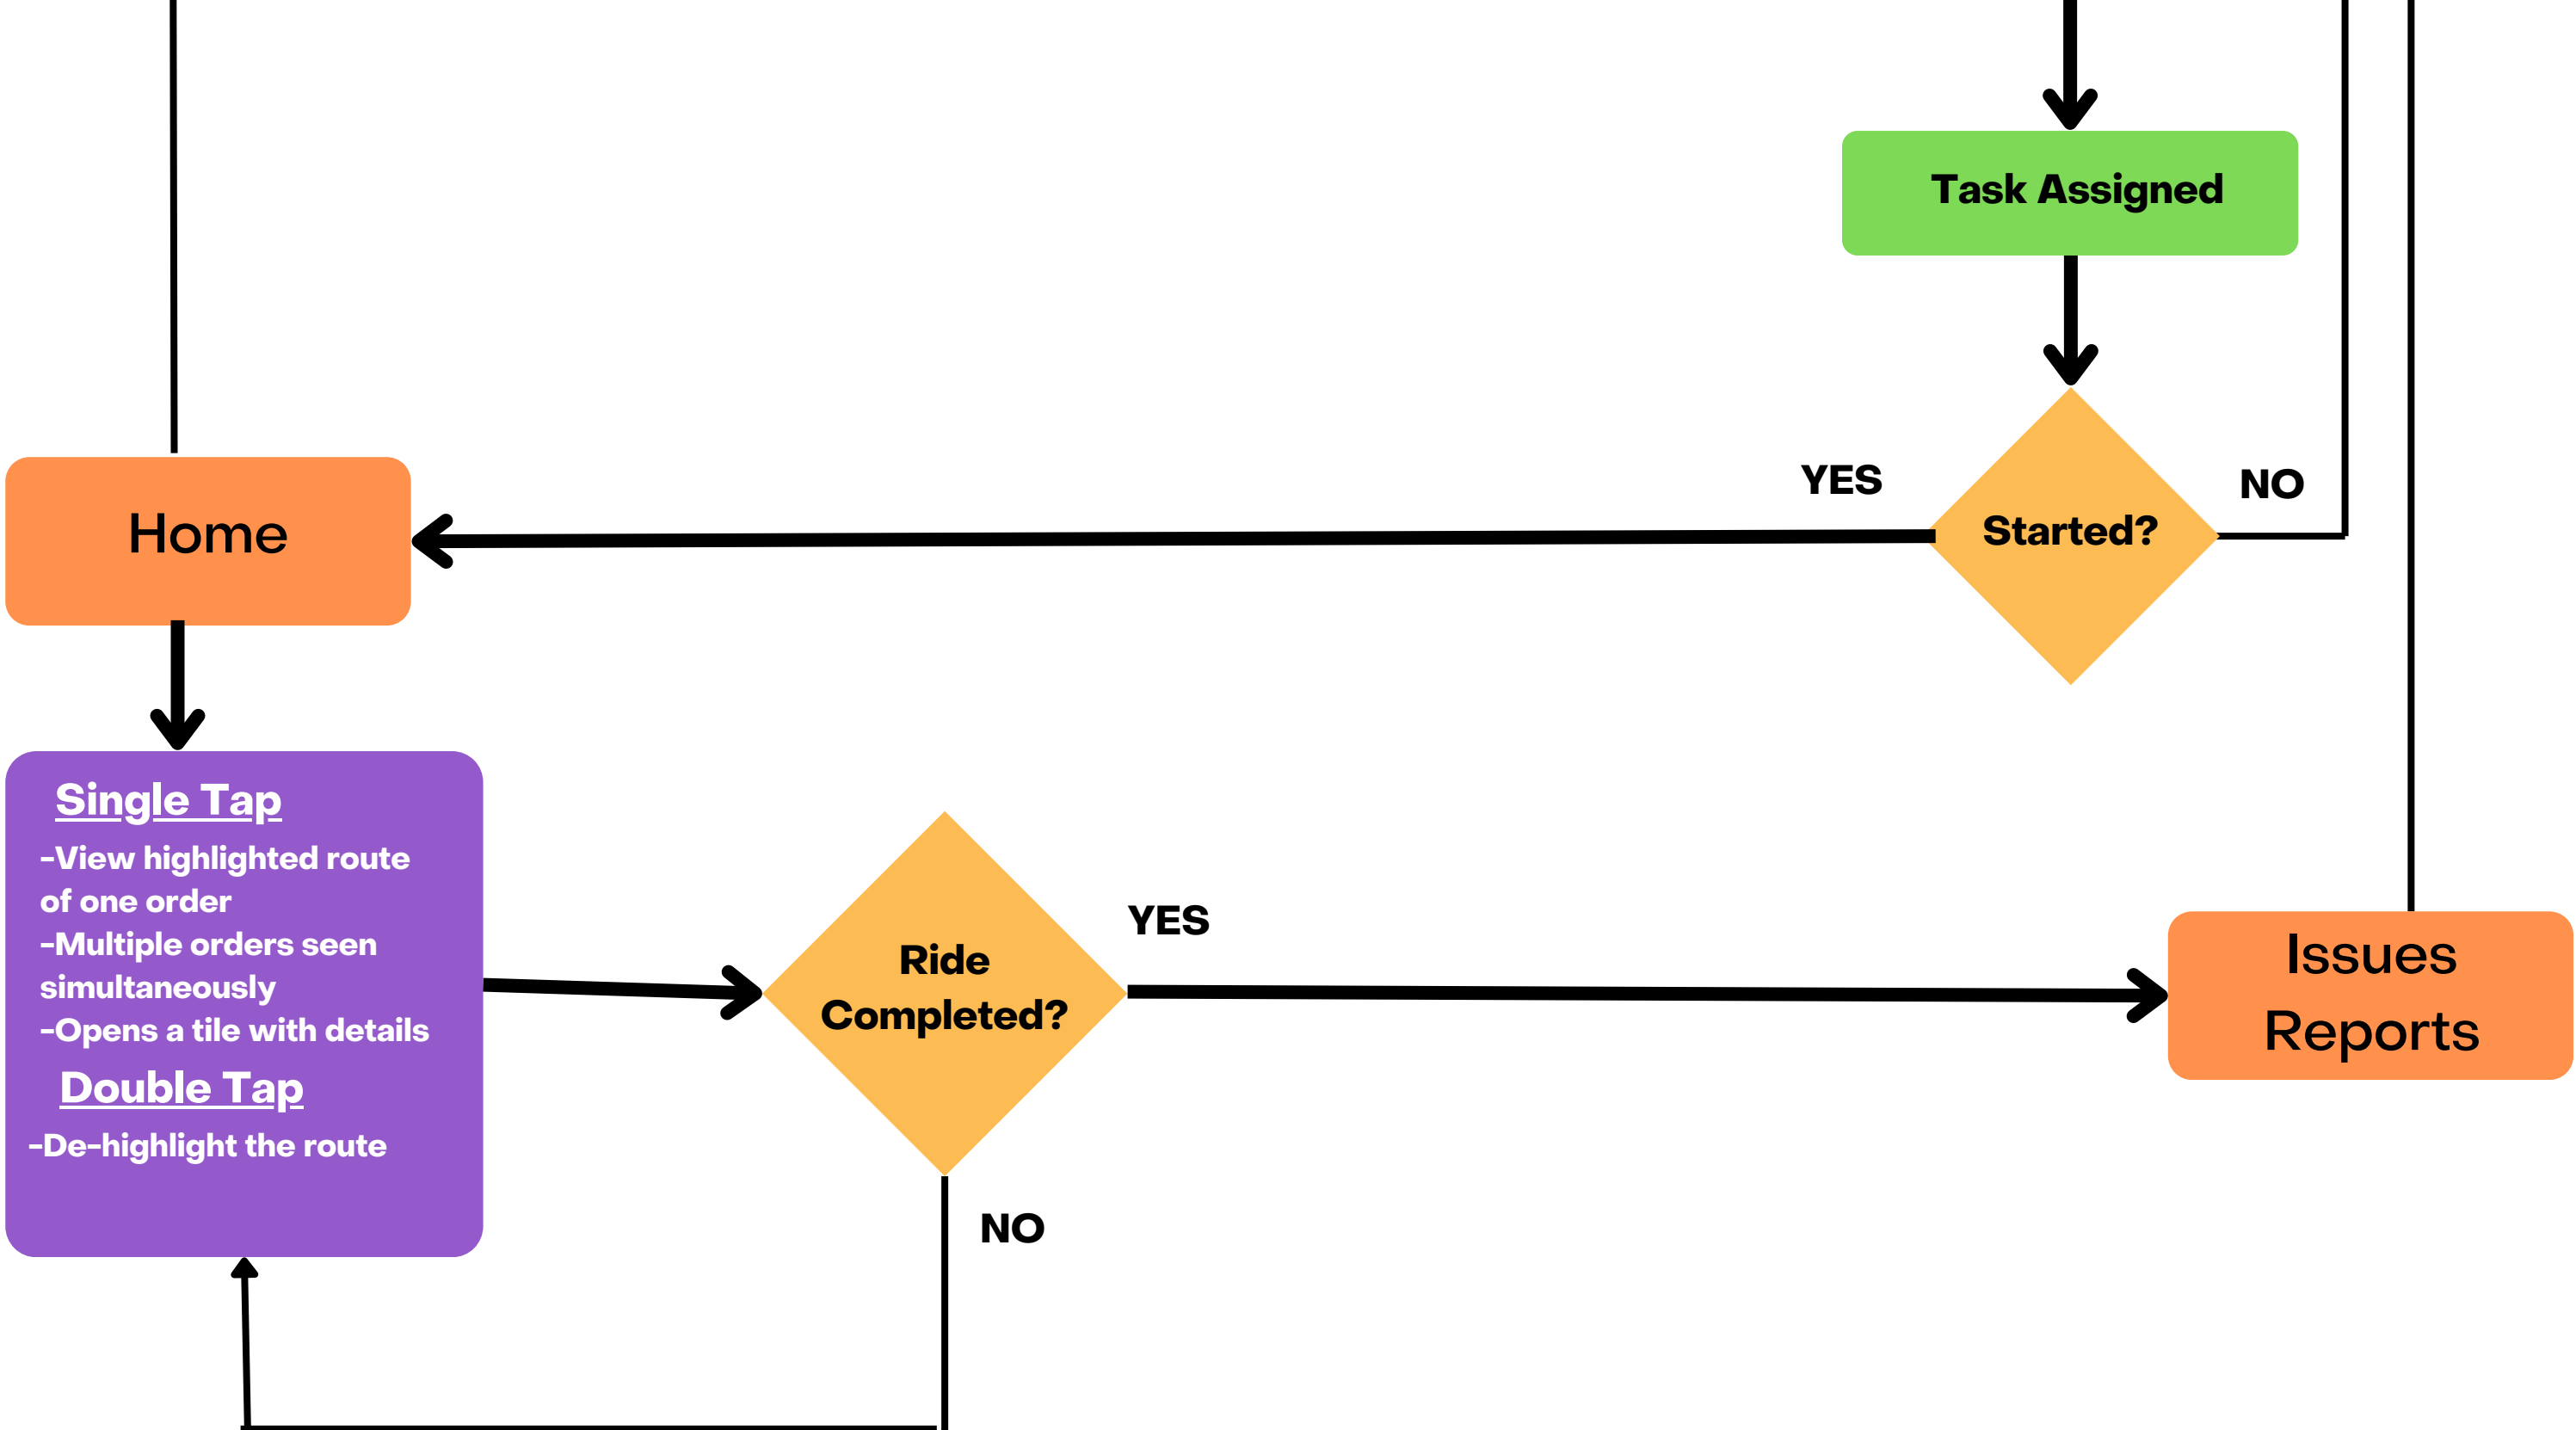 Task Assigned
YES
NO
Started?
Home
Single Tap
-View highlighted route
of one order
-Multiple orders seen
simultaneously
-Opens a tile with details
Double Tap
-De-highlight the route
Ride
Completed?
YES
NO
Issues
Reports